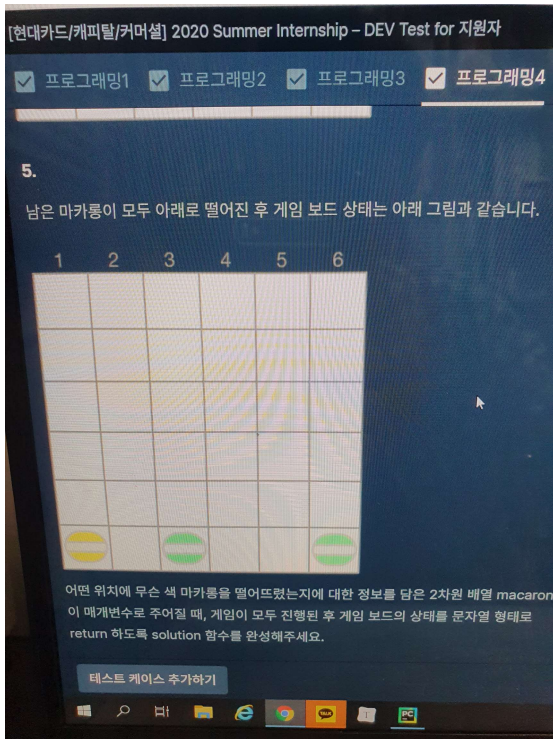 [현대카드/캐피탈/커머셜] 2020 Summer Internship – DEV Test for 지원자
프로그래밍1 프로그래밍2 프로그래밍3 프로그래밍4
5.
남은 마카롱이 모두 아래로 떨어진 후 게임 보드 상태는 아래 그림과 같습니다.
1 2 3 4 5 6
어떤 위치에 무슨 색 마카롱을 떨어뜨렸는지에 대한 정보를 담은 2차원 배열 macaron
이 매개변수로 주어질 때, 게임이 모두 진행된 후 게임 보드의 상태를 문자열 형태로
return 하도록 solution 함수를 완성해주세요.
테스트 케이스 추가하기
TALK
PC